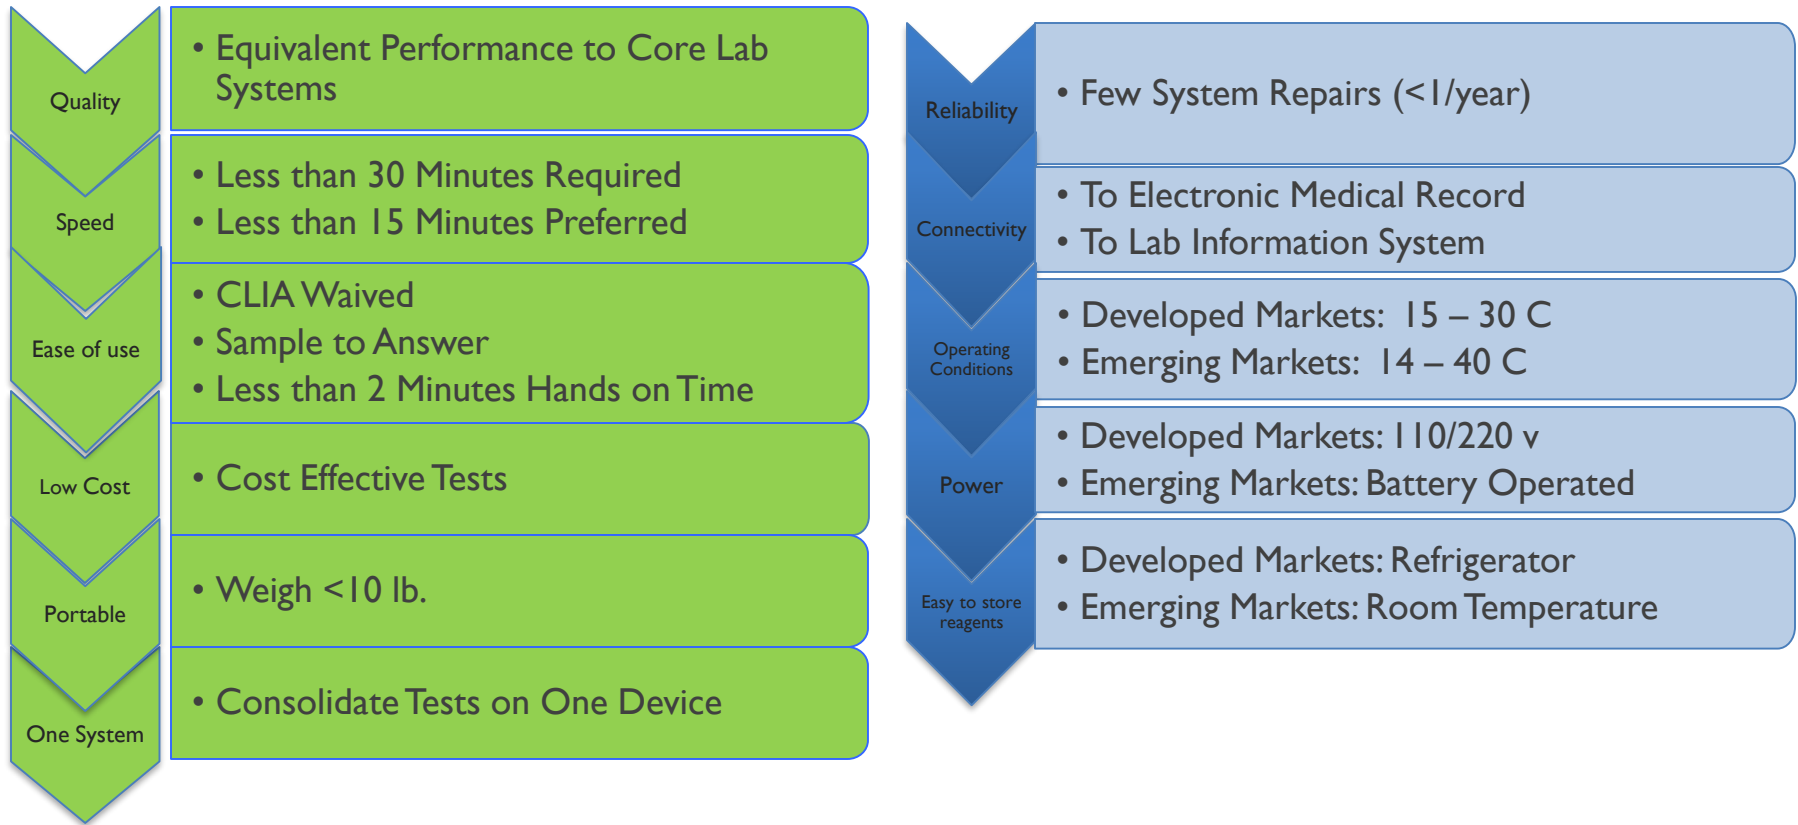 Quality
• Equivalent Performance to Core Lab
Systems
Speed
• Less than 30 Minutes Required
• Less than 15 Minutes Preferred
Ease of use
• CLIA Waived
• Sample to Answer
• Less than 2 Minutes Hands on Time
Low Cost
• Cost Effective Tests
Portable
• Weigh <10 lb.
One System
• Consolidate Tests on One Device
Reliability
• Few System Repairs (<1/year)
Connectivity
• To Electronic Medical Record
• To Lab Information System
Operating
Conditions
• Developed Markets: 15 – 30 C
• Emerging Markets: 14 – 40 C
Power
• Developed Markets: 110/220 v
• Emerging Markets: Battery Operated
Easy to store
reagents
• Developed Markets: Refrigerator
• Emerging Markets: Room Temperature